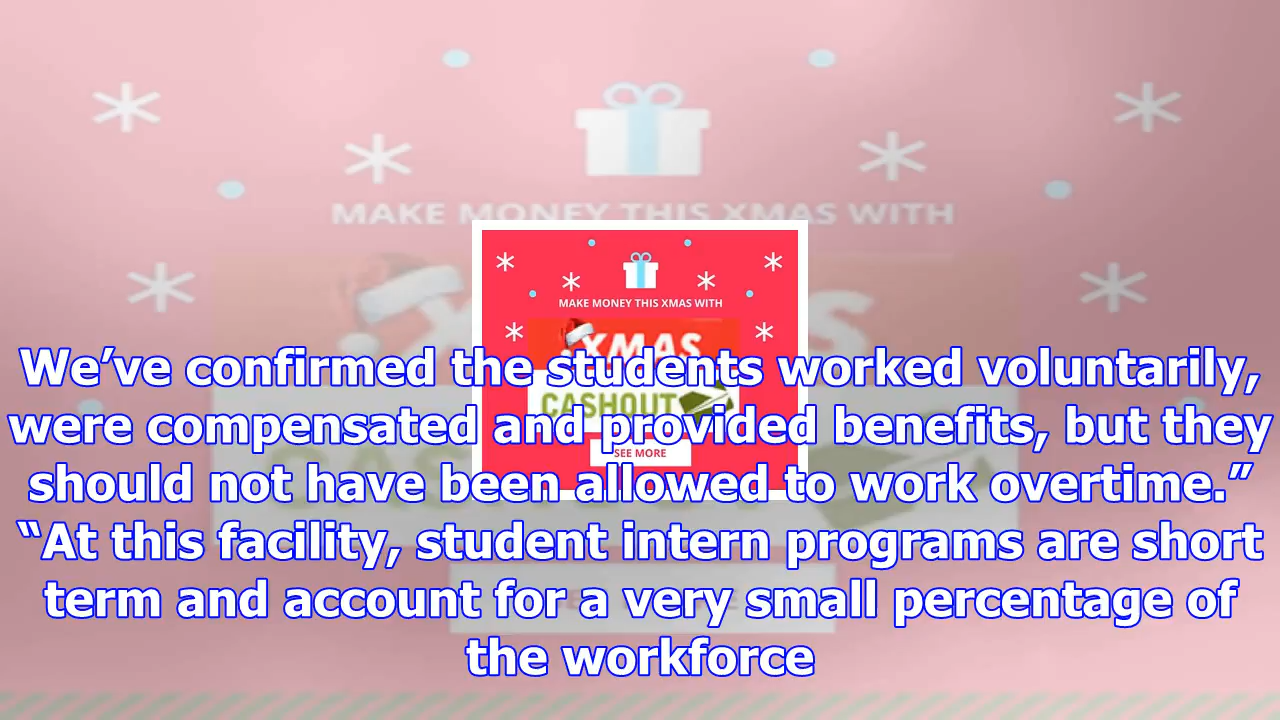 MAKE MONEY THIS XMAS WITH
MAKE MONEY THIS XMAS WITH
XMAS
CASHOUT
SEE MORE
We’ve confirmed the students worked voluntarily,
were compensated and provided benefits, but they
should not have been allowed to work overtime.”
“At this facility, student intern programs are short
term and account for a very small percentage of
the workforce